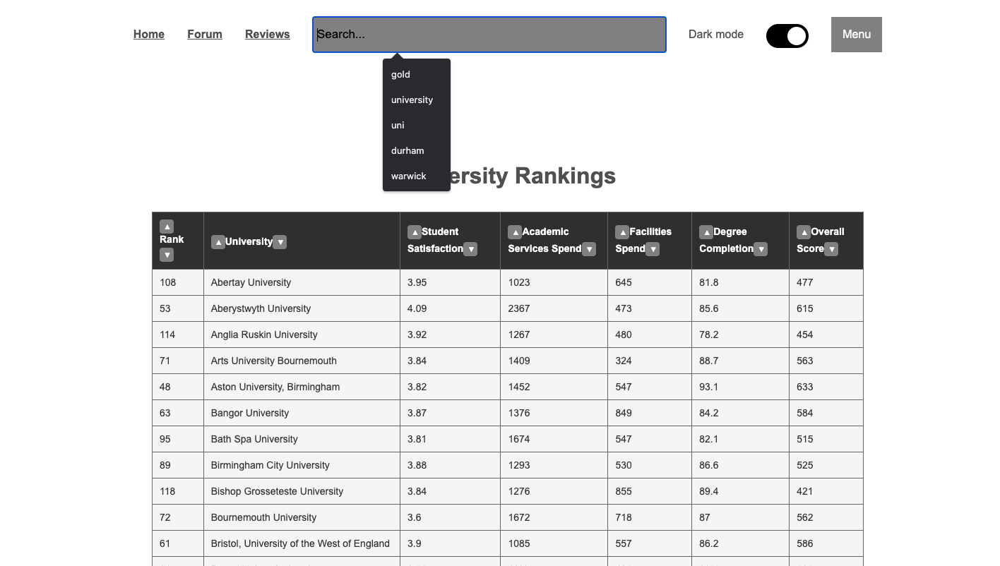 Home Forum Reviews Search... Dark mode Menu
gold
university
uni
durham
warwick
ersity Rankings
▲ Rank ▼ ▲University▼ ▲Student Satisfaction▼ ▲Academic Services Spend▼ ▲Facilities Spend▼ ▲Degree Completion▼ ▲Overall Score▼
108 Abertay University 3.95 1023 645 81.8 477
53 Aberystwyth University 4.09 2367 473 85.6 615
114 Anglia Ruskin University 3.92 1267 480 78.2 454
71 Arts University Bournemouth 3.84 1409 324 88.7 563
48 Aston University, Birmingham 3.82 1452 547 93.1 633
63 Bangor University 3.87 1376 849 84.2 584
95 Bath Spa University 3.81 1674 547 82.1 515
89 Birmingham City University 3.88 1293 530 86.6 525
118 Bishop Grosseteste University 3.84 1276 855 89.4 421
72 Bournemouth University 3.6 1672 718 87 562
61 Bristol, University of the West of England 3.9 1085 557 86.2 586